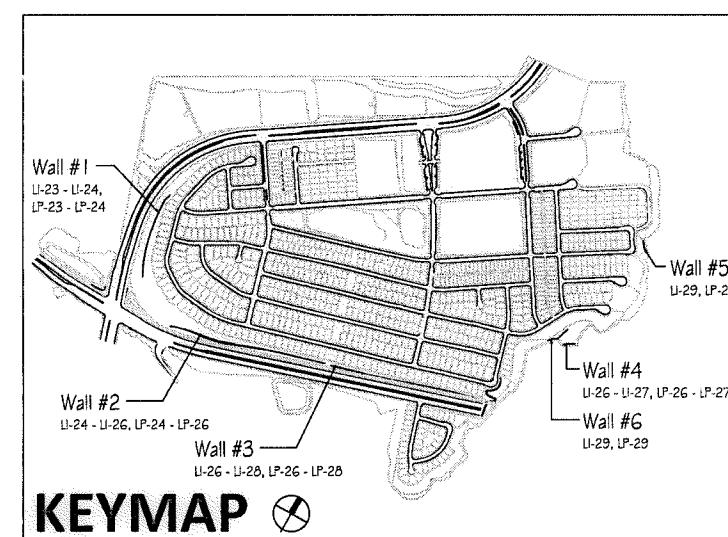 Wall #1
LI-23 - LI-24,
LP-23 - LP-24
Wall #5
LI-29,
Wall #4
LI-26 - LI-27, LP-26 - LP-27
Wall #2
LI-24 - LI-26, LP-24 - LP-26
Wall #6
LI-29, LP-29
Wall #3
LI-26 - LI-28, LP-26 - LP-28
KEYMAP